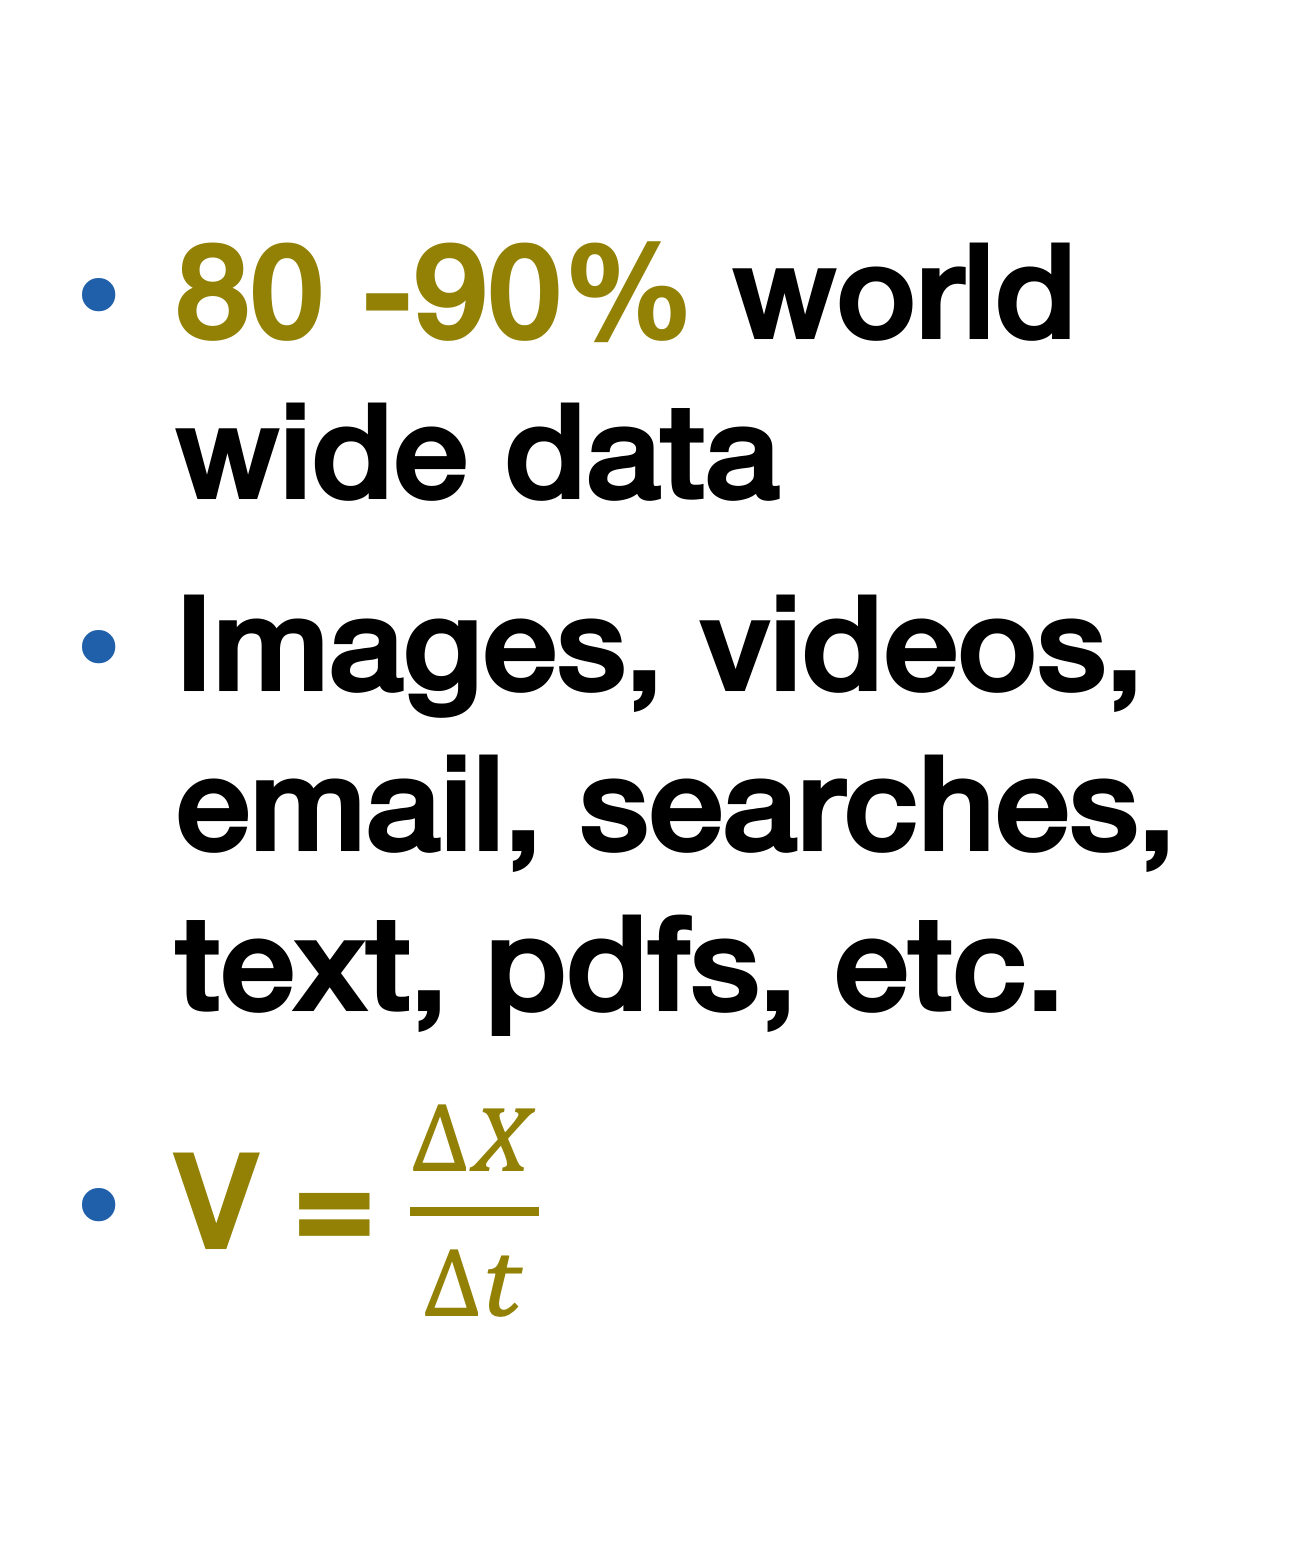 • 80 -90% world
wide data
• Images, videos,
email, searches,
text, pdfs, etc.
• V = ΔX/Δt